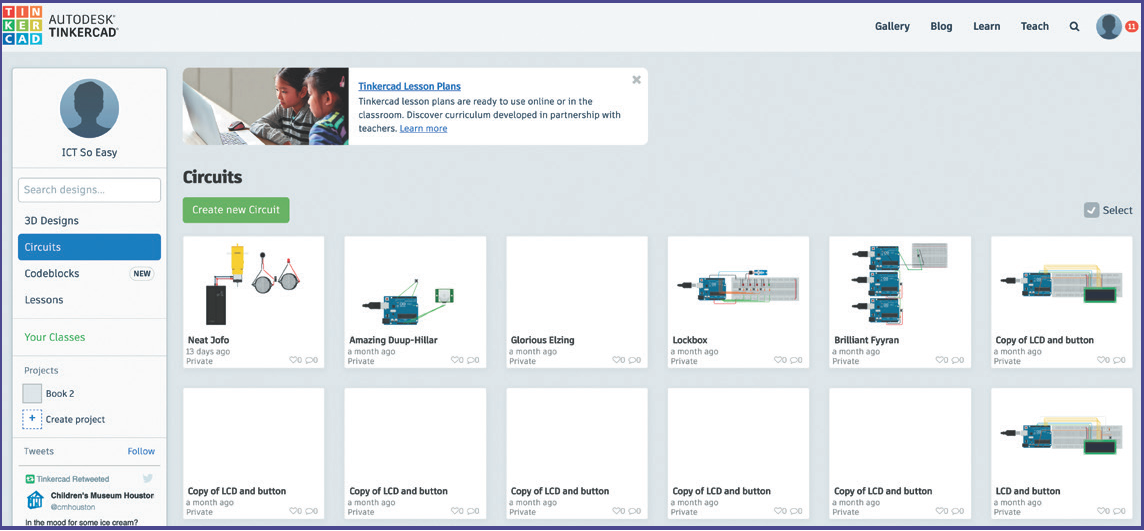 TIN
KER
CAD
AUTODESK®
TINKERCAD®
Gallery
Blog
Learn
Teach
11
ICT So Easy
Search designs...
3D Designs
Circuits
Codeblocks
NEW
Lessons
Your Classes
Projects
Book 2
+ Create project
Tweets
Follow
Tinkercad Retweeted
Children's Museum Houston
@cmhouston
In the mood for some ice cream?
Tinkercad Lesson Plans
Tinkercad lesson plans are ready to use online or in the
classroom. Discover curriculum developed in partnership with
teachers. Learn more
Circuits
Create new Circuit
Select
Neat Jofo
13 days ago
Private
0 0
Amazing Duup-Hillar
a month ago
Private
0 0
Glorious Elzing
a month ago
Private
0 0
Lockbox
a month ago
Private
0 0
Brilliant Fyyran
a month ago
Private
0 0
Copy of LCD and button
a month ago
Private
0 0
Copy of LCD and button
a month ago
Private
0 0
Copy of LCD and button
a month ago
Private
0 0
Copy of LCD and button
a month ago
Private
0 0
Copy of LCD and button
a month ago
Private
0 0
Copy of LCD and button
a month ago
Private
0 0
LCD and button
a month ago
Private
0 0